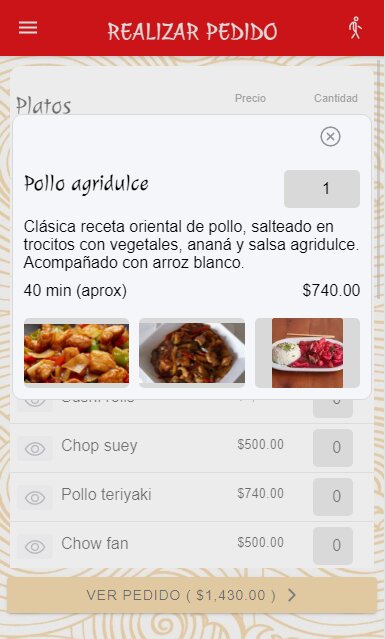 REALIZAR PEDIDO
Platos Precio Cantidad
Pollo agridulce 1
Clásica receta oriental de pollo, salteado en
trocitos con vegetales, ananá y salsa agridulce.
Acompañado con arroz blanco.
40 min (aprox) $740.00
Sushi rolls 0
Chop suey $500.00 0
Pollo teriyaki $740.00 0
Chow fan $500.00 0
VER PEDIDO ( $1,430.00 )